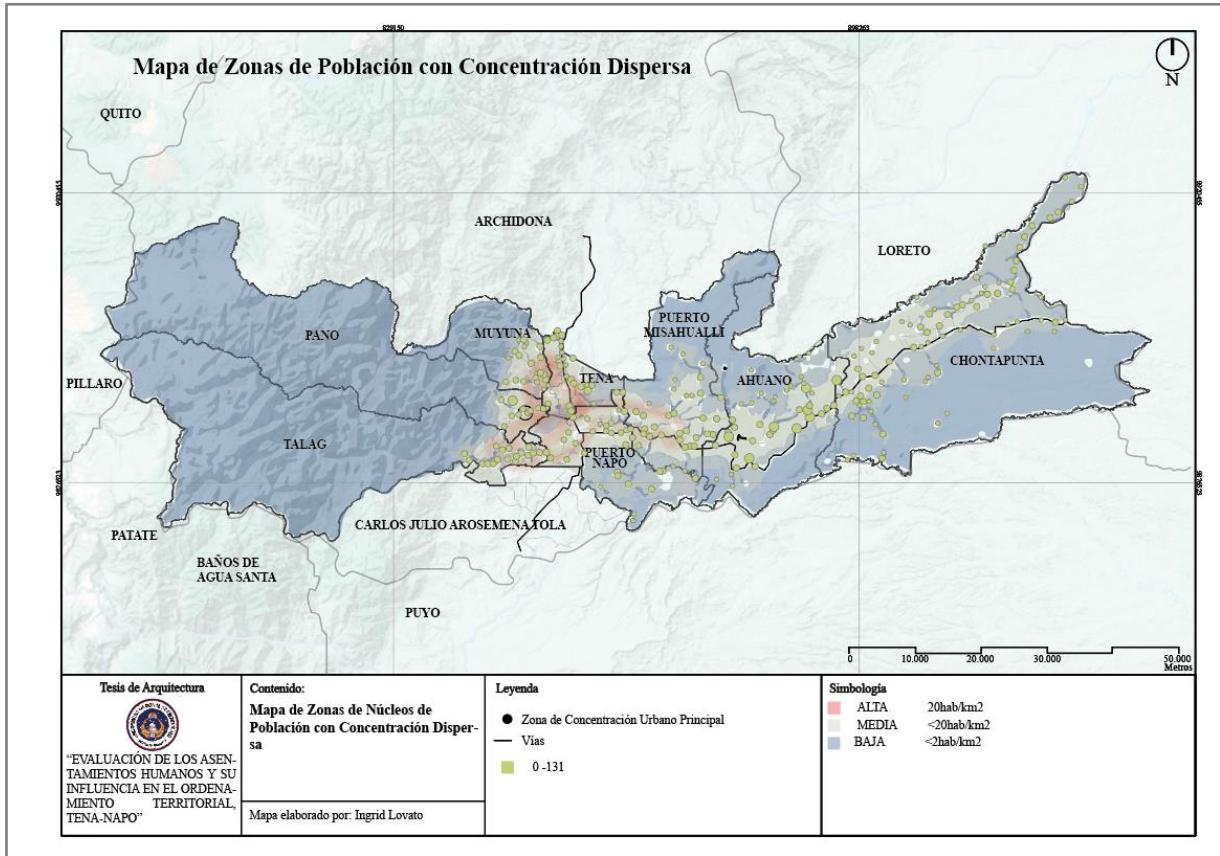 829150
898263
Mapa de Zonas de Población con Concentración Dispersa
N
QUITO
ARCHIDONA
LORETO
PUERTO
MISAHUALLI
MUYUNA
PANO
CHONTAPUNTA
TENA
AHUANO
PILLARO
TALAG
PUERTO
NAPO
CARLOS JULIO AROSEMENA TOLA
PATATE
BAÑOS DE
AGUA SANTA
PUYO
0
10.000
20.000
30.000
50.000
Metros
Tesis de Arquitectura
"EVALUACIÓN DE LOS ASEN-
TAMIENTOS HUMANOS Y SU
INFLUENCIA EN EL ORDENA-
MIENTO TERRITORIAL,
TENA-NAPO"
Contenido:
Mapa de Zonas de Núcleos de
Población con Concentración Disper-
sa
Mapa elaborado por: Ingrid Lovato
Leyenda
Zona de Concentración Urbano Principal
Vías
0 -131
Simbología
ALTA 20hab/km2
MEDIA <20hab/km2
BAJA <2hab/km2